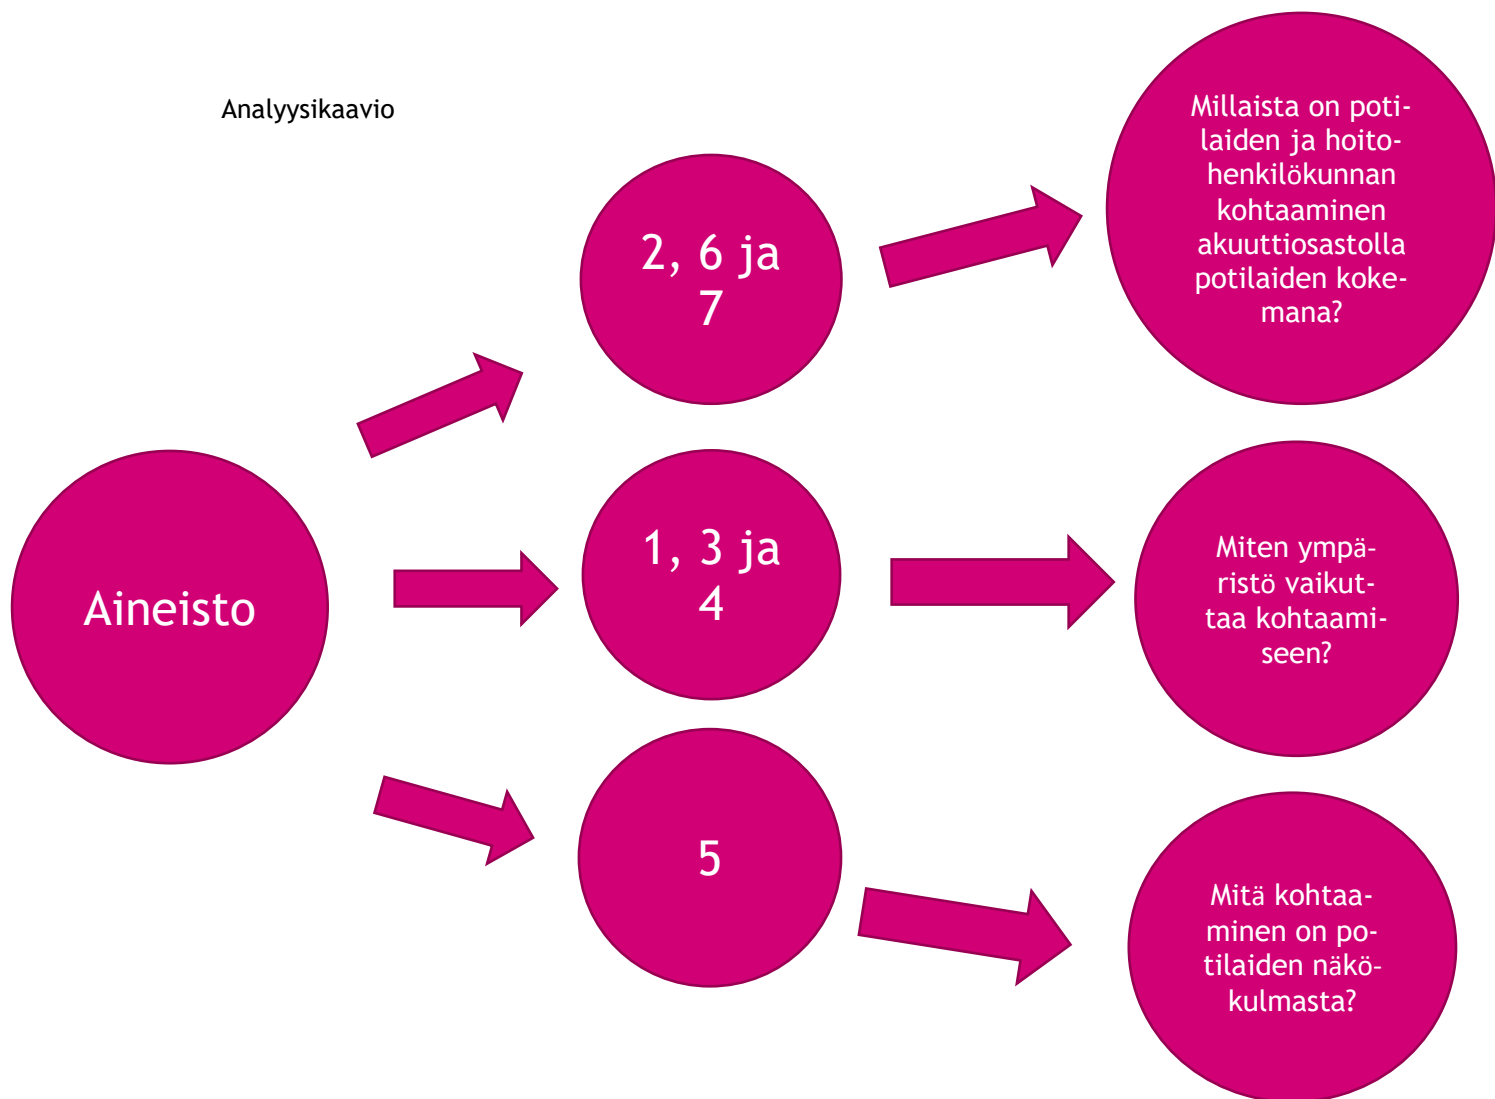 Analyysikaavio
Aineisto
2, 6 ja
7
Millaista on poti-
laiden ja hoito-
henkilökunnan
kohtaaminen
akuuttiosastolla
potilaiden koke-
mana?
1, 3 ja
4
Miten ympä-
ristö vaikut-
taa kohtaami-
seen?
5
Mitä kohtaa-
minen on po-
tilaiden näkö-
kulmasta?